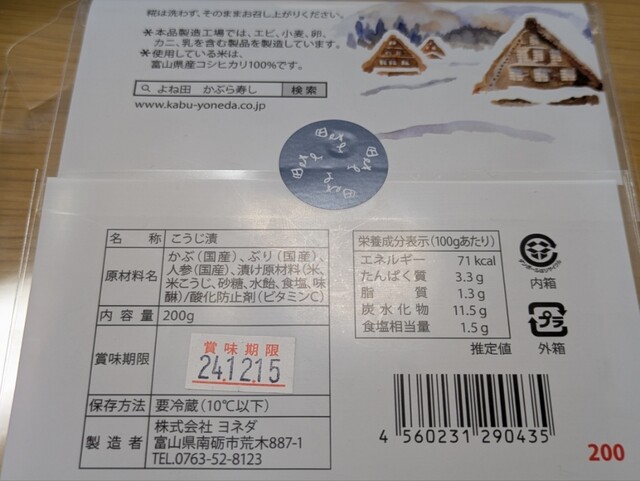 糀は洗わず、そのままお召し上がりください。
*本品製造工場では、エビ、小麦、卵、
カニ、乳を含む製品を製造しています。
*使用している米は、
富山県産コシヒカリ100%です。
よね田 かぶら寿し 検索
www.kabu-yoneda.co.jp
名称 こうじ漬
原材料名 かぶ(国産)、ぶり(国産)、
人参(国産)、漬け原材料(米、
米こうじ、砂糖、水飴、食塩、味
醂)/酸化防止剤(ビタミンC)
内容量 200g
賞味期限 賞味期限
24.12.15
保存方法 要冷蔵(10℃以下)
製造者 株式会社 ヨネダ
富山県南砺市荒木887-1
TEL.0763-52-8123
栄養成分表示(100gあたり)
エネルギー 71 kcal
たんぱく質 3.3 g
脂質 1.3 g
炭水化物 11.5 g
食塩相当量 1.5 g
推定値
内箱
プラ
外箱
4 560231 290435
200